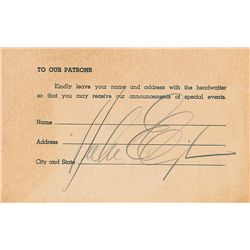 TO OUR PATRONS
Kindly leave your name and address with the headwaiter
so that you may receive our announcements of special events.
Name
Address
City and State